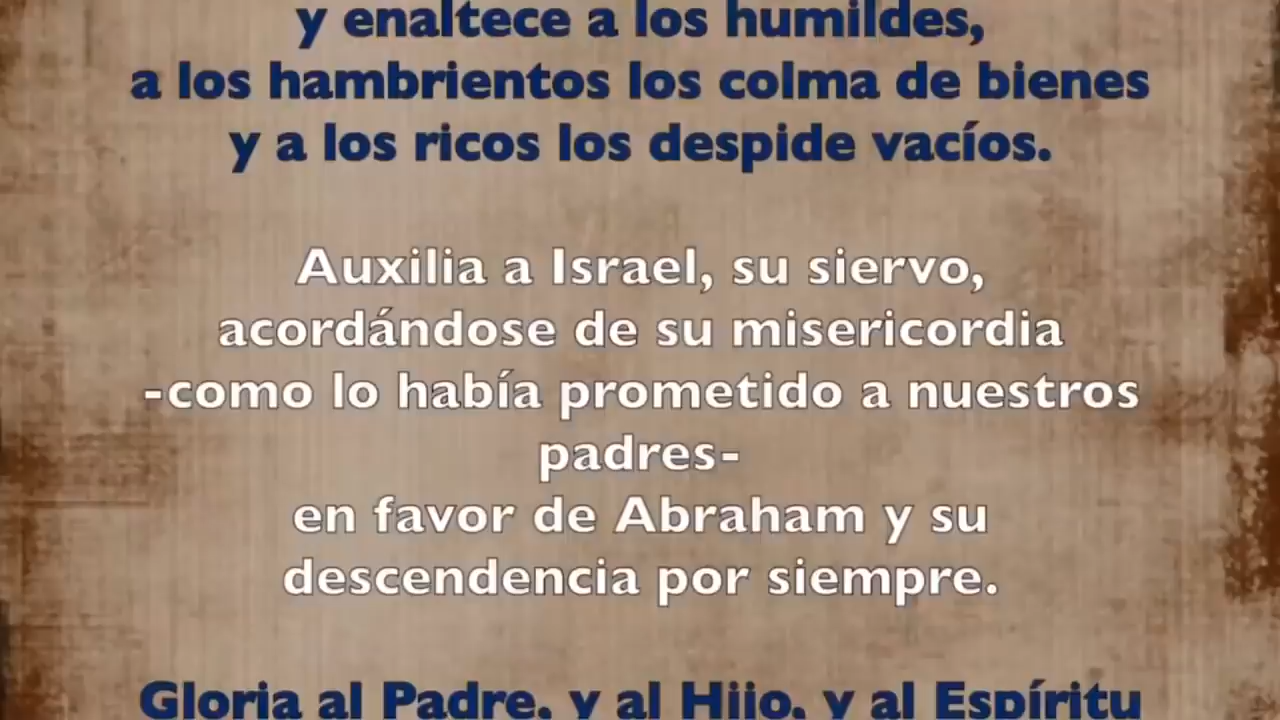 y enaltece a los humildes,
a los hambrientos los colma de bienes
y a los ricos los despide vacíos.
Auxilia a Israel, su siervo,
acordándose de su misericordia
-como lo había prometido a nuestros
padres-
en favor de Abraham y su
descendencia por siempre.
Gloria al Padre, y al Hijo, y al Espíritu